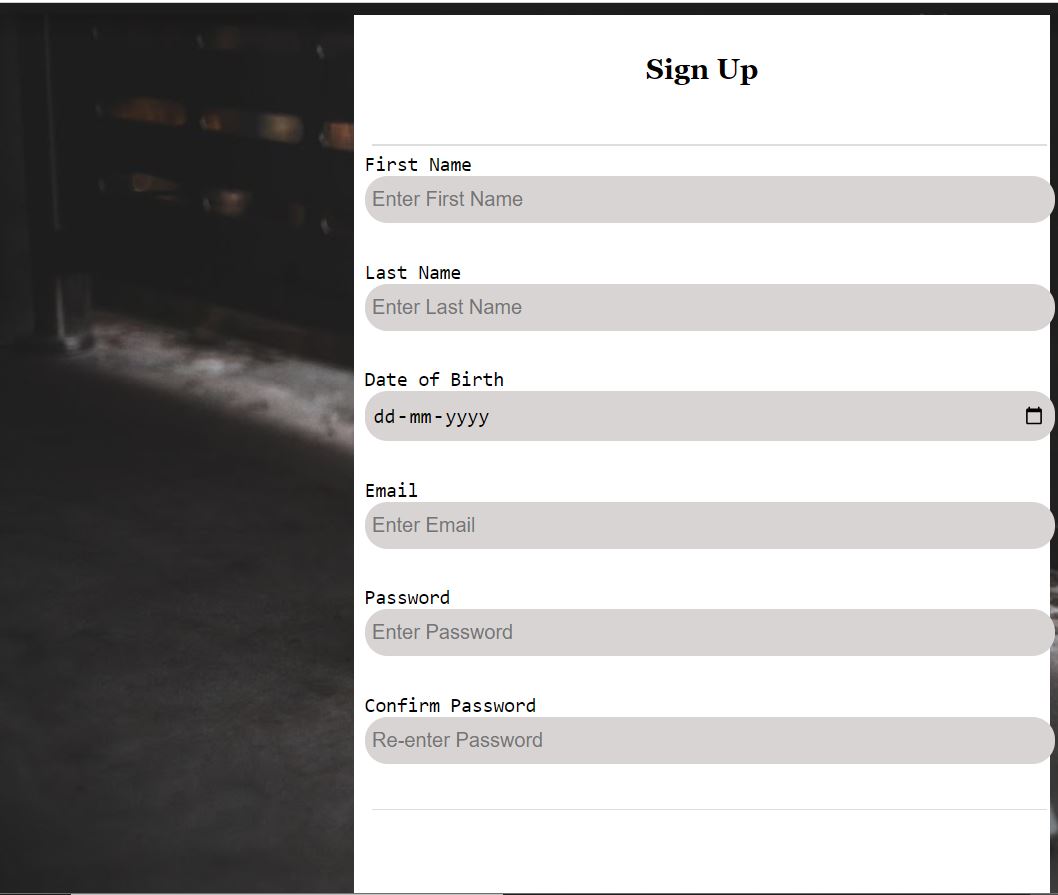 Sign Up
First Name
Enter First Name
Last Name
Enter Last Name
Date of Birth
dd-mm-yyyy
Email
Enter Email
Password
Enter Password
Confirm Password
Re-enter Password